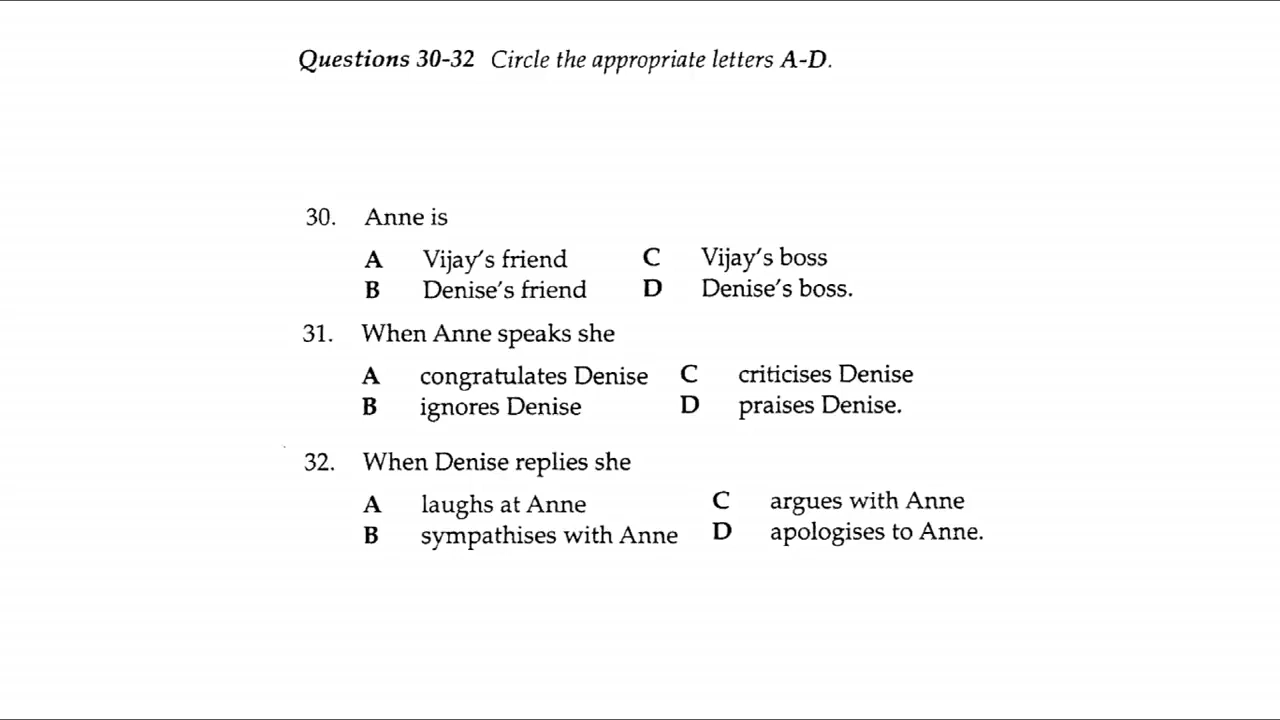 Questions 30-32 Circle the appropriate letters A-D.
30. Anne is
A Vijay's friend C Vijay's boss
B Denise's friend D Denise's boss.
31. When Anne speaks she
A congratulates Denise C criticises Denise
B ignores Denise D praises Denise.
32. When Denise replies she
A laughs at Anne C argues with Anne
B sympathises with Anne D apologises to Anne.